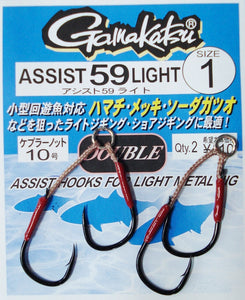 Gamakatsu®
ASSIST 59 LIGHT
アシスト59 ライト
SIZE
1
小型回遊魚対応 ハマチ・メッキ・ソーダガツオ
などを狙ったライトジギング・ショアジギングに最適!
ケプラーノット
10号
DOUBLE
Qty. 2
ASSIST HOOKS FOR LIGHT METAL JIG